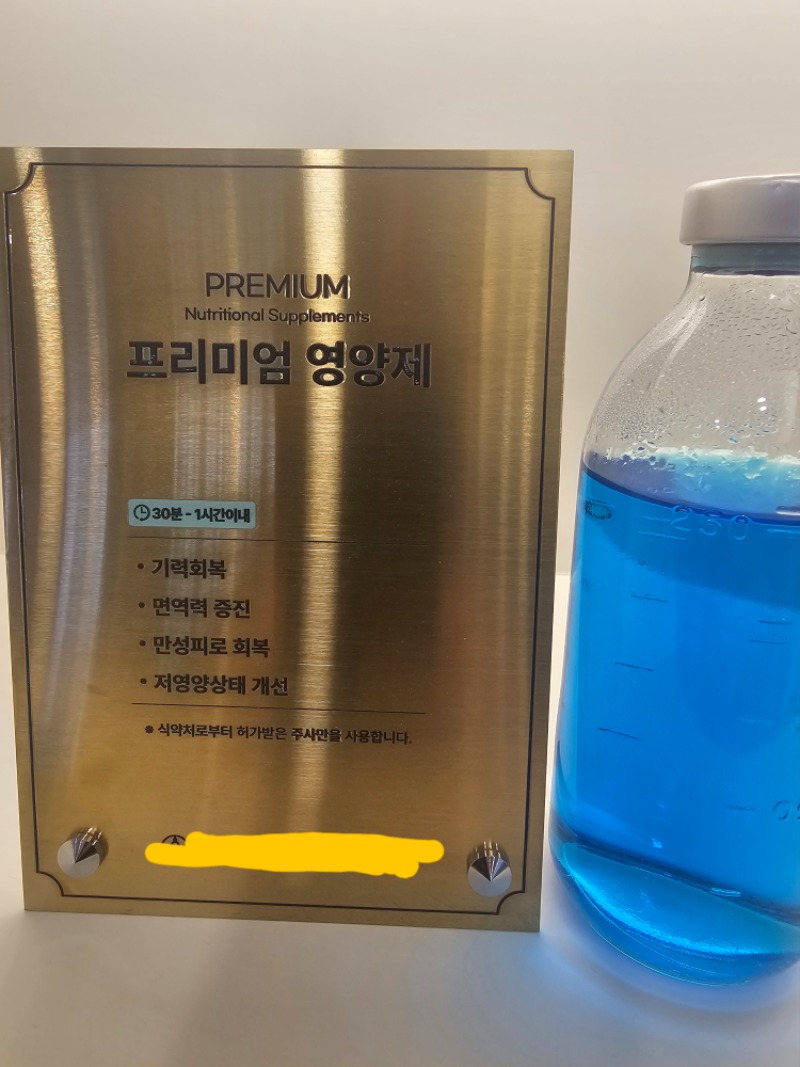 PREMIUM
Nutritional Supplements
프리미엄 영양제
30분 - 1시간이내
• 기력회복
• 면역력 증진
• 만성피로 회복
• 저영양상태 개선
● 식약처로부터 허가받은 주사만을 사용합니다.
250